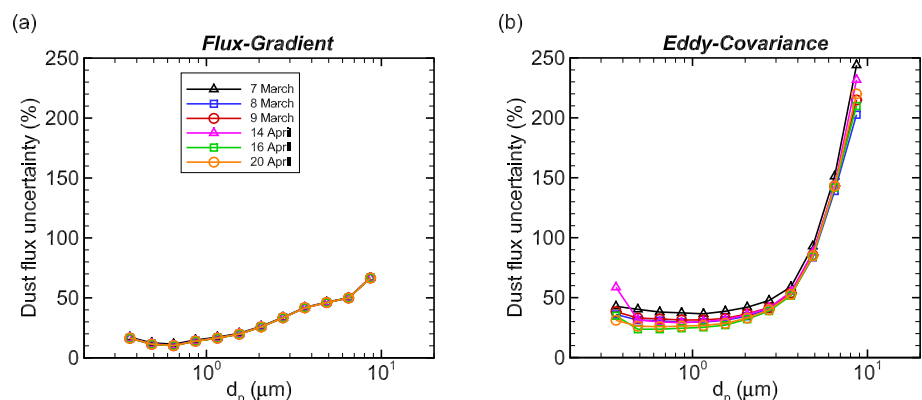 (a)
Flux-Gradient
Dust flux uncertainty (%)
250
200
150
100
50
0
7 March
8 March
9 March
14 April
16 April
20 April
10⁰
10¹
dₚ (μm)
(b)
Eddy-Covariance
Dust flux uncertainty (%)
250
200
150
100
50
0
10⁰
10¹
dₚ (μm)